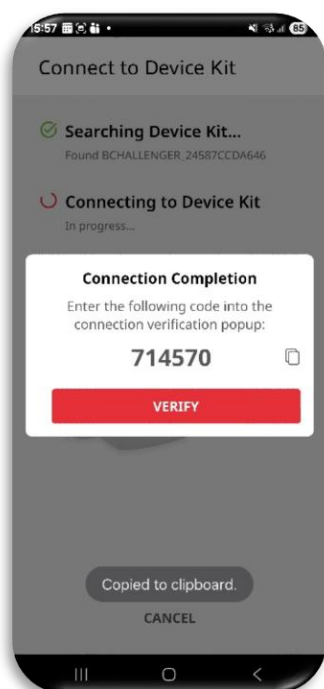 15:57
85
Connect to Device Kit
Searching Device Kit...
Found BCHALLENGER_24587CCDA646
Connecting to Device Kit
In progress...
Connection Completion
Enter the following code into the
connection verification popup:
714570
VERIFY
Copied to clipboard.
CANCEL